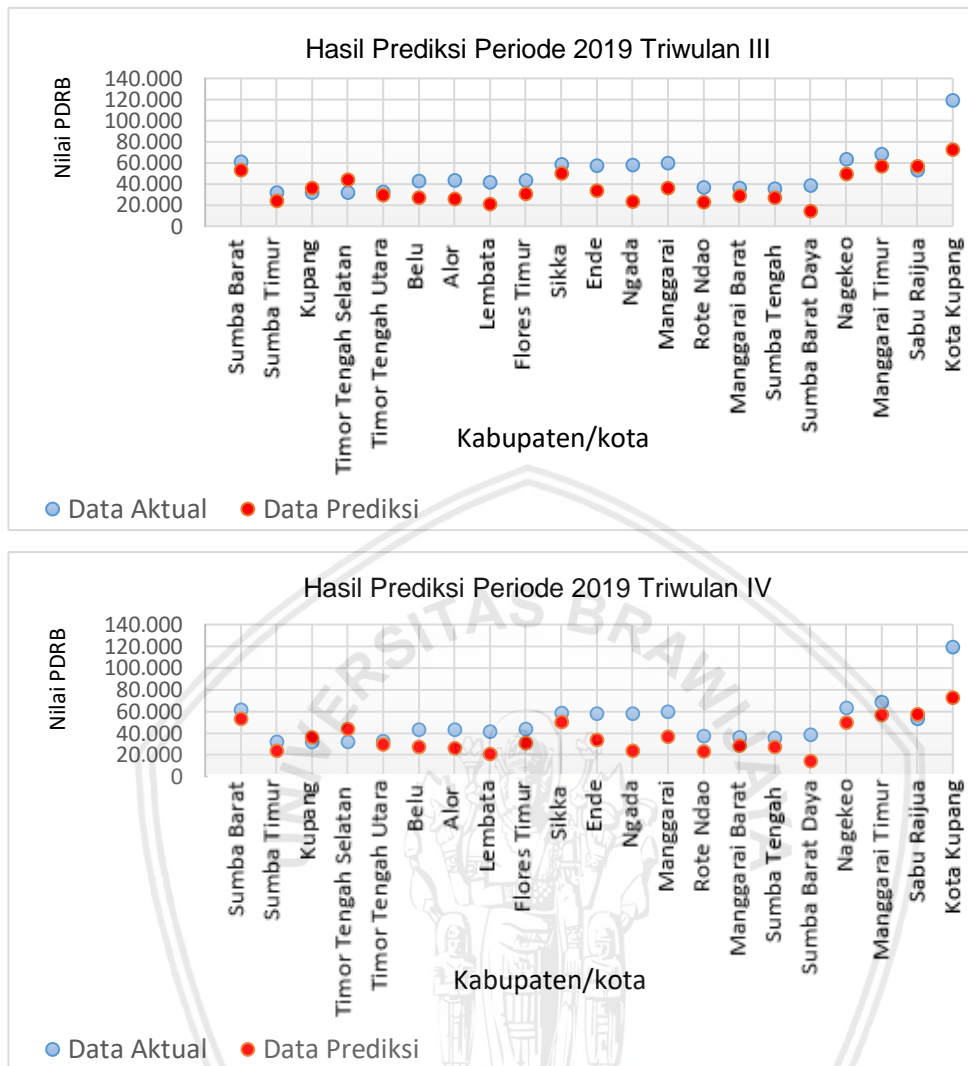 Hasil Prediksi Periode 2019 Triwulan III
Nilai PDRB
140.000
120.000
100.000
80.000
60.000
40.000
20.000
0
Sumba Barat
Sumba Timur
Kupang
Timor Tengah Selatan
Timor Tengah Utara
Belu
Alor
Lembata
Flores Timur
Sikka
Ende
Ngada
Manggarai
Rote Ndao
Manggarai Barat
Sumba Tengah
Sumba Barat Daya
Nagekeo
Manggarai Timur
Sabu Raijua
Kota Kupang
Kabupaten/kota
Data Aktual Data Prediksi
Hasil Prediksi Periode 2019 Triwulan IV
Nilai PDRB
140.000
120.000
100.000
80.000
60.000
40.000
20.000
0
Sumba Barat
Sumba Timur
Kupang
Timor Tengah Selatan
Timor Tengah Utara
Belu
Alor
Lembata
Flores Timur
Sikka
Ende
Ngada
Manggarai
Rote Ndao
Manggarai Barat
Sumba Tengah
Sumba Barat Daya
Nagekeo
Manggarai Timur
Sabu Raijua
Kota Kupang
Kabupaten/kota
Data Aktual Data Prediksi
UNIVERSITAS BRAWIJAYA